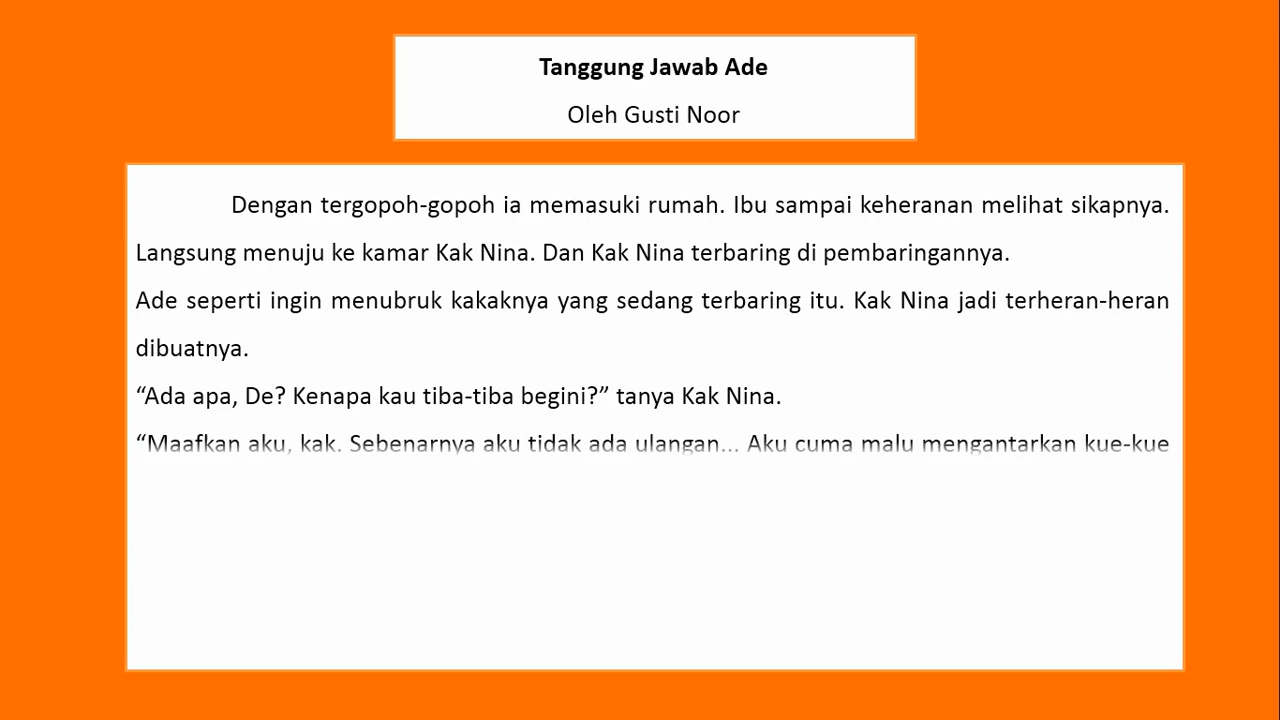 Tanggung Jawab Ade
Oleh Gusti Noor
Dengan tergopoh-gopoh ia memasuki rumah. Ibu sampai keheranan melihat sikapnya.
Langsung menuju ke kamar Kak Nina. Dan Kak Nina terbaring di pembaringannya.
Ade seperti ingin menubruk kakaknya yang sedang terbaring itu. Kak Nina jadi terheran-heran
dibuatnya.
“Ada apa, De? Kenapa kau tiba-tiba begini?” tanya Kak Nina.
“Maafkan aku, kak. Sebenarnya aku tidak ada ulangan... Aku cuma malu mengantarkan kue-kue